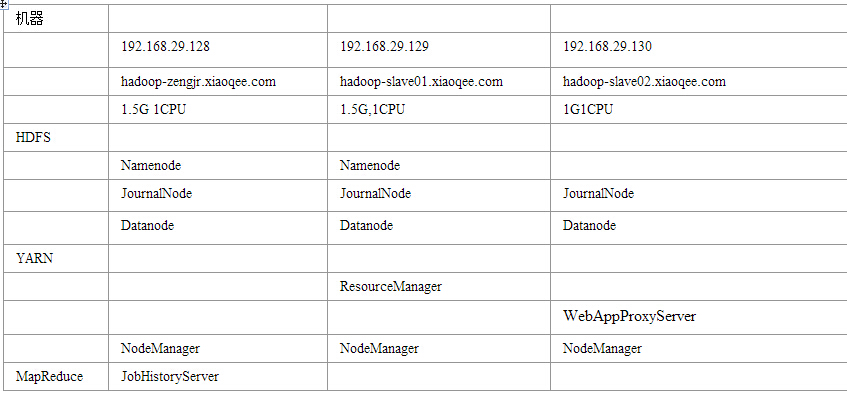 机器
192.168.29.128 192.168.29.129 192.168.29.130
hadoop-zengjr.xiaoqee.com hadoop-slave01.xiaoqee.com hadoop-slave02.xiaoqee.com
1.5G 1CPU 1.5G,1CPU 1G1CPU
HDFS
Namenode Namenode
JournalNode JournalNode JournalNode
Datanode Datanode Datanode
YARN
ResourceManager
WebAppProxyServer
NodeManager NodeManager NodeManager
MapReduce JobHistoryServer